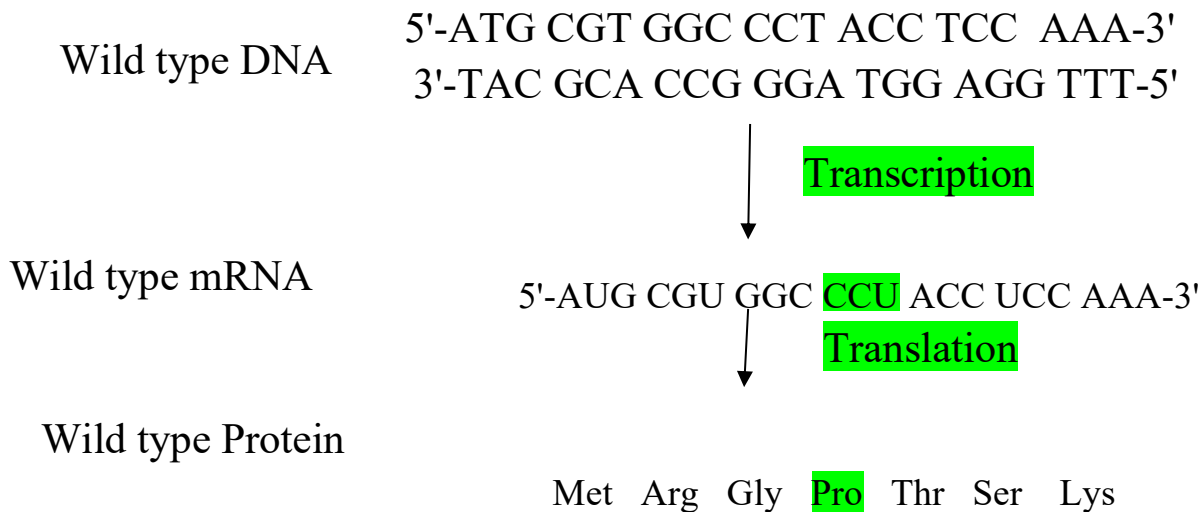 5'-ATG CGT GGC CCT ACC TCC AAA-3'
Wild type DNA
3'-TAC GCA CCG GGA TGG AGG TTT-5'
Transcription
Wild type mRNA
5'-AUG CGU GGC CCU ACC UCC AAA-3'
Translation
Wild type Protein
Met Arg Gly Pro Thr Ser Lys